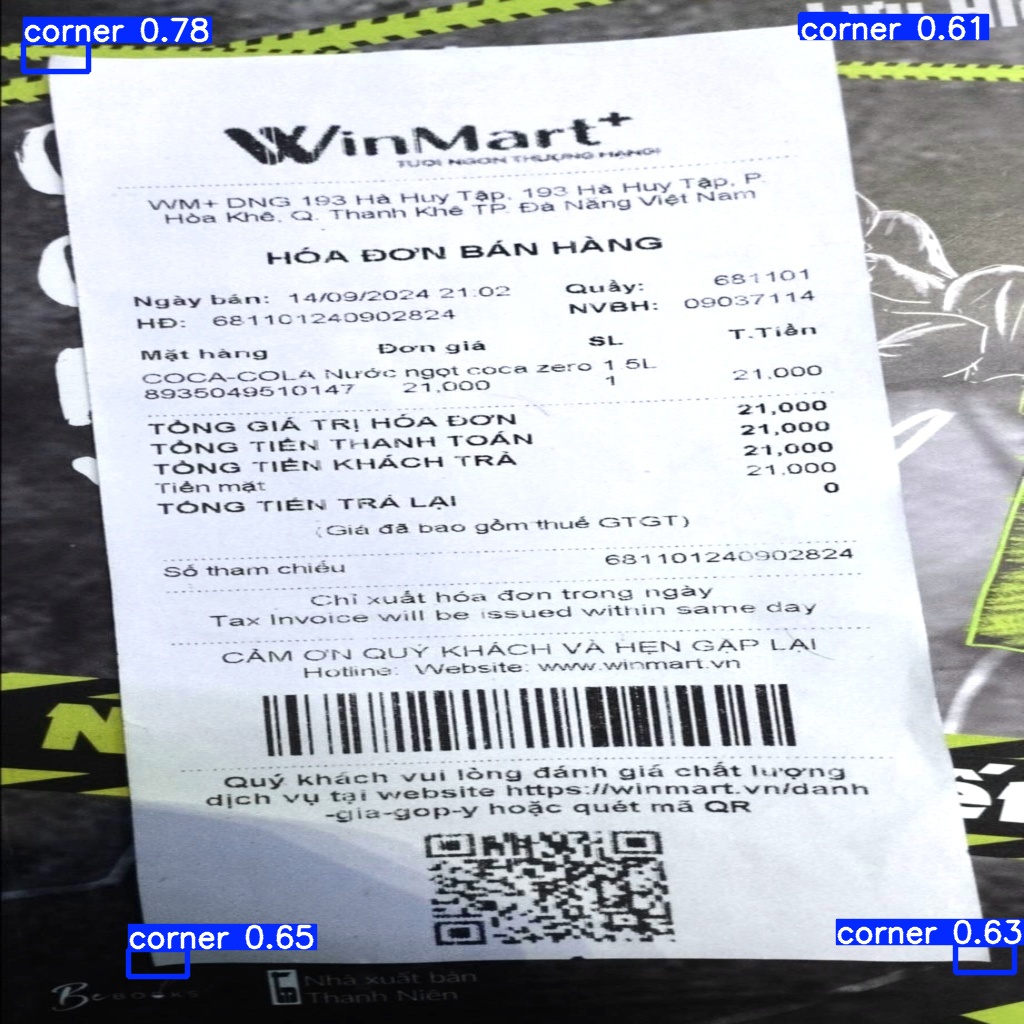 corner 0.78
corner 0.61
WinMart+
TƯƠI NGON THƯỢNG HẠNG!
WM+ DNG 193 Hà Huy Tập, 193 Hà Huy Tập, P.
Hòa Khê, Q. Thanh Khê TP. Đà Nẵng Việt Nam
HÓA ĐƠN BÁN HÀNG
Ngày bán: 14/09/2024 21:02 Quầy: 681101
HĐ: 681101240902824 NVBH: 09037114
Mặt hàng Đơn giá SL T.Tiền
COCA-COLA Nước ngọt coca zero 1.5L
8935049510147 21,000 1 21,000
TỔNG GIÁ TRỊ HÓA ĐƠN 21,000
TỔNG TIỀN THANH TOÁN 21,000
TỔNG TIỀN KHÁCH TRẢ 21,000
Tiền mặt 21,000
TỔNG TIỀN TRẢ LẠI 0
(Giá đã bao gồm thuế GTGT)
Số tham chiếu 681101240902824
Chỉ xuất hóa đơn trong ngày
Tax Invoice will be issued within same day
CẢM ƠN QUÝ KHÁCH VÀ HẸN GẶP LẠI
Hotline: Website: www.winmart.vn
Quý khách vui lòng đánh giá chất lượng
dịch vụ tại website https://winmart.vn/danh
-gia-gop-y hoặc quét mã QR
corner 0.65
corner 0.63
Be BOOKS
Nhà xuất bản
Thanh Niên